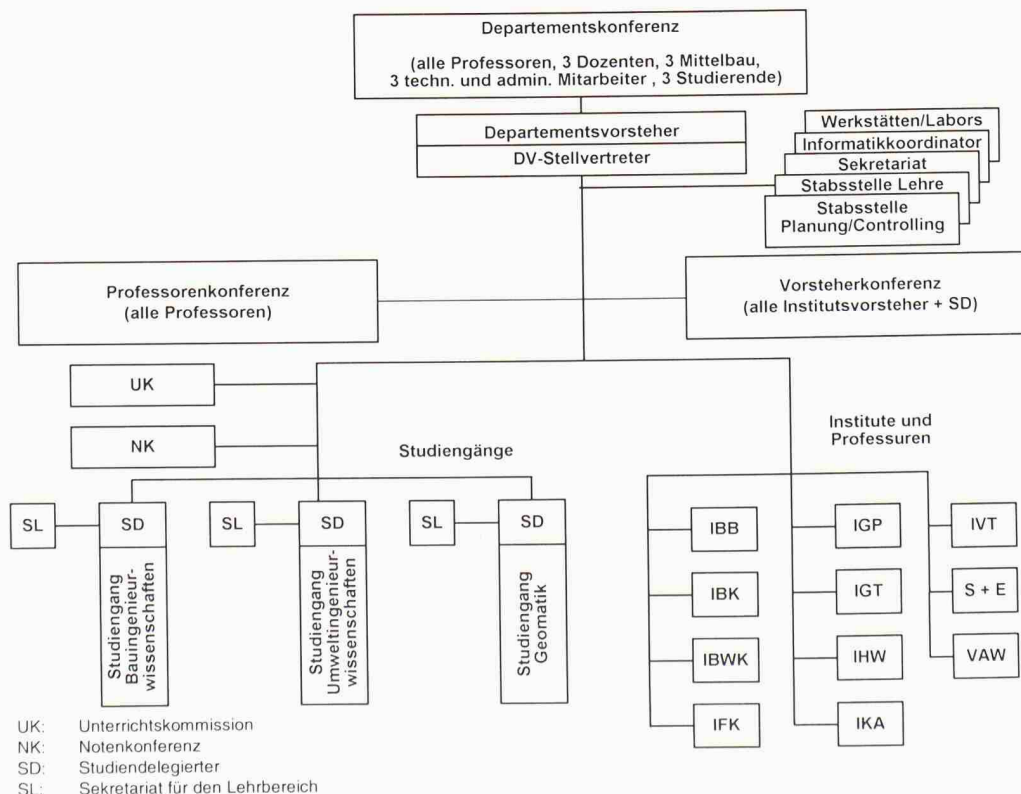 Departementskonferenz
(alle Professoren, 3 Dozenten, 3 Mittelbau,
3 techn. und admin. Mitarbeiter , 3 Studierende)
Departementsvorsteher
DV-Stellvertreter
Werkstätten/Labors
Informatikkoordinator
Sekretariat
Stabsstelle Lehre
Stabsstelle
Planung/Controlling
Professorenkonferenz
(alle Professoren)
Vorsteherkonferenz
(alle Institutsvorsteher + SD)
UK
NK
Studiengänge
Institute und
Professuren
SL
SD
SL
SD
SL
SD
Studiengang
Bauingenieur-
wissenschaften
Studiengang
Umweltingenieur-
wissenschaften
Studiengang
Geomatik
IBB
IGP
IVT
IBK
IGT
S + E
IBWK
IHW
VAW
IFK
IKA
UK: Unterrichtskommission
NK: Notenkonferenz
SD: Studiendelegierter
SL: Sekretariat für den Lehrbereich